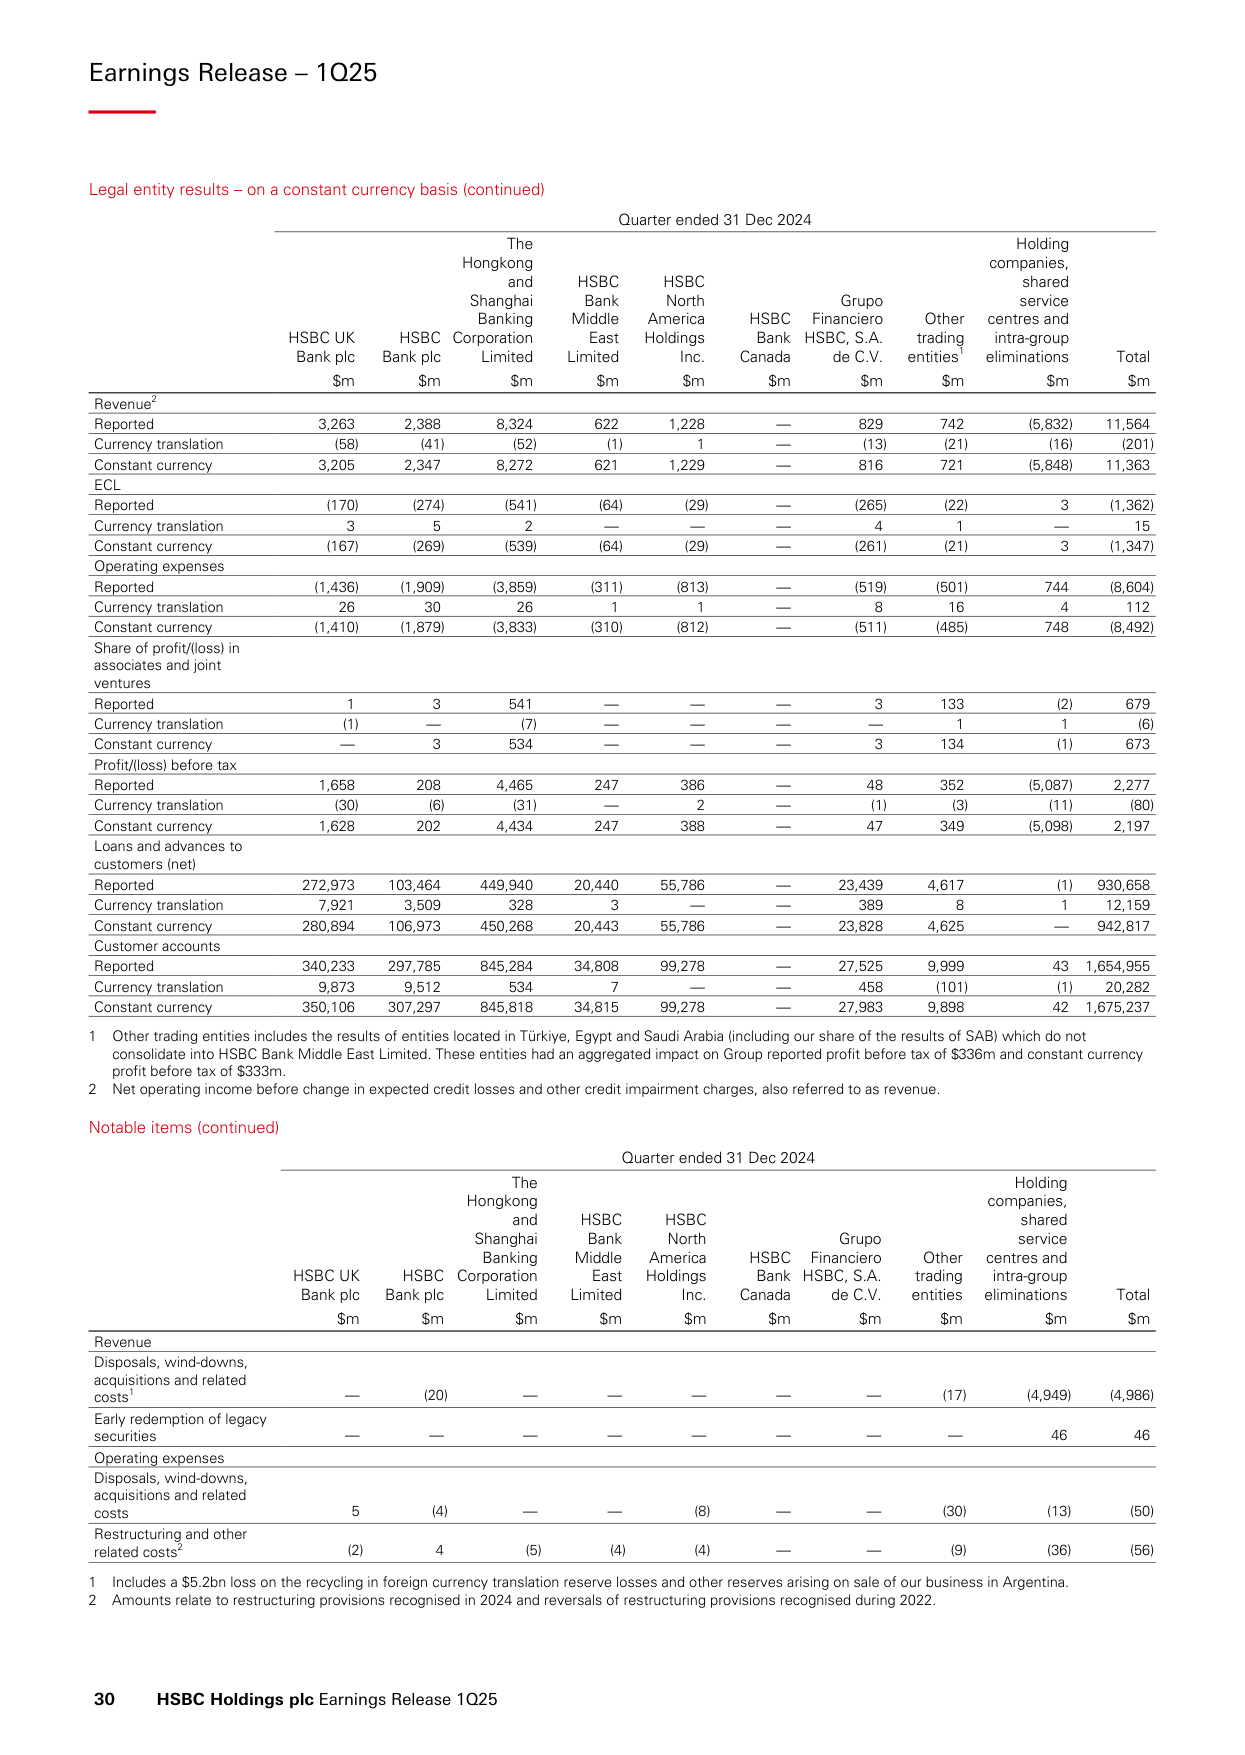 Earnings Release – 1Q25
Legal entity results – on a constant currency basis (continued)
Quarter ended 31 Dec 2024
HSBC UK Bank plc HSBC Bank plc The Hongkong and Shanghai Banking Corporation Limited HSBC Bank Middle East Limited HSBC North America Holdings Inc. HSBC Bank Canada Grupo Financiero HSBC, S.A. de C.V. Other trading entities1 Holding companies, shared service centres and intra-group eliminations Total
$m $m $m $m $m $m $m $m $m $m
Revenue2
Reported 3,263 2,388 8,324 622 1,228 — 829 742 (5,832) 11,564
Currency translation (58) (41) (52) (1) 1 — (13) (21) (16) (201)
Constant currency 3,205 2,347 8,272 621 1,229 — 816 721 (5,848) 11,363
ECL
Reported (170) (274) (541) (64) (29) — (265) (22) 3 (1,362)
Currency translation 3 5 2 — — — 4 1 — 15
Constant currency (167) (269) (539) (64) (29) — (261) (21) 3 (1,347)
Operating expenses
Reported (1,436) (1,909) (3,859) (311) (813) — (519) (501) 744 (8,604)
Currency translation 26 30 26 1 1 — 8 16 4 112
Constant currency (1,410) (1,879) (3,833) (310) (812) — (511) (485) 748 (8,492)
Share of profit/(loss) in
associates and joint
ventures
Reported 1 3 541 — — — 3 133 (2) 679
Currency translation (1) — (7) — — — — 1 1 (6)
Constant currency — 3 534 — — — 3 134 (1) 673
Profit/(loss) before tax
Reported 1,658 208 4,465 247 386 — 48 352 (5,087) 2,277
Currency translation (30) (6) (31) — 2 — (1) (3) (11) (80)
Constant currency 1,628 202 4,434 247 388 — 47 349 (5,098) 2,197
Loans and advances to
customers (net)
Reported 272,973 103,464 449,940 20,440 55,786 — 23,439 4,617 (1) 930,658
Currency translation 7,921 3,509 328 3 — — 389 8 1 12,159
Constant currency 280,894 106,973 450,268 20,443 55,786 — 23,828 4,625 — 942,817
Customer accounts
Reported 340,233 297,785 845,284 34,808 99,278 — 27,525 9,999 43 1,654,955
Currency translation 9,873 9,512 534 7 — — 458 (101) (1) 20,282
Constant currency 350,106 307,297 845,818 34,815 99,278 — 27,983 9,898 42 1,675,237
1 Other trading entities includes the results of entities located in Türkiye, Egypt and Saudi Arabia (including our share of the results of SAB) which do not
consolidate into HSBC Bank Middle East Limited. These entities had an aggregated impact on Group reported profit before tax of $336m and constant currency
profit before tax of $333m.
2 Net operating income before change in expected credit losses and other credit impairment charges, also referred to as revenue.
Notable items (continued)
Quarter ended 31 Dec 2024
HSBC UK Bank plc HSBC Bank plc The Hongkong and Shanghai Banking Corporation Limited HSBC Bank Middle East Limited HSBC North America Holdings Inc. HSBC Bank Canada Grupo Financiero HSBC, S.A. de C.V. Other trading entities Holding companies, shared service centres and intra-group eliminations Total
$m $m $m $m $m $m $m $m $m $m
Revenue
Disposals, wind-downs,
acquisitions and related
costs1 — (20) — — — — — (17) (4,949) (4,986)
Early redemption of legacy
securities — — — — — — — — 46 46
Operating expenses
Disposals, wind-downs,
acquisitions and related
costs 5 (4) — — (8) — — (30) (13) (50)
Restructuring and other
related costs2 (2) 4 (5) (4) (4) — — (9) (36) (56)
1 Includes a $5.2bn loss on the recycling in foreign currency translation reserve losses and other reserves arising on sale of our business in Argentina.
2 Amounts relate to restructuring provisions recognised in 2024 and reversals of restructuring provisions recognised during 2022.
30 HSBC Holdings plc Earnings Release 1Q25